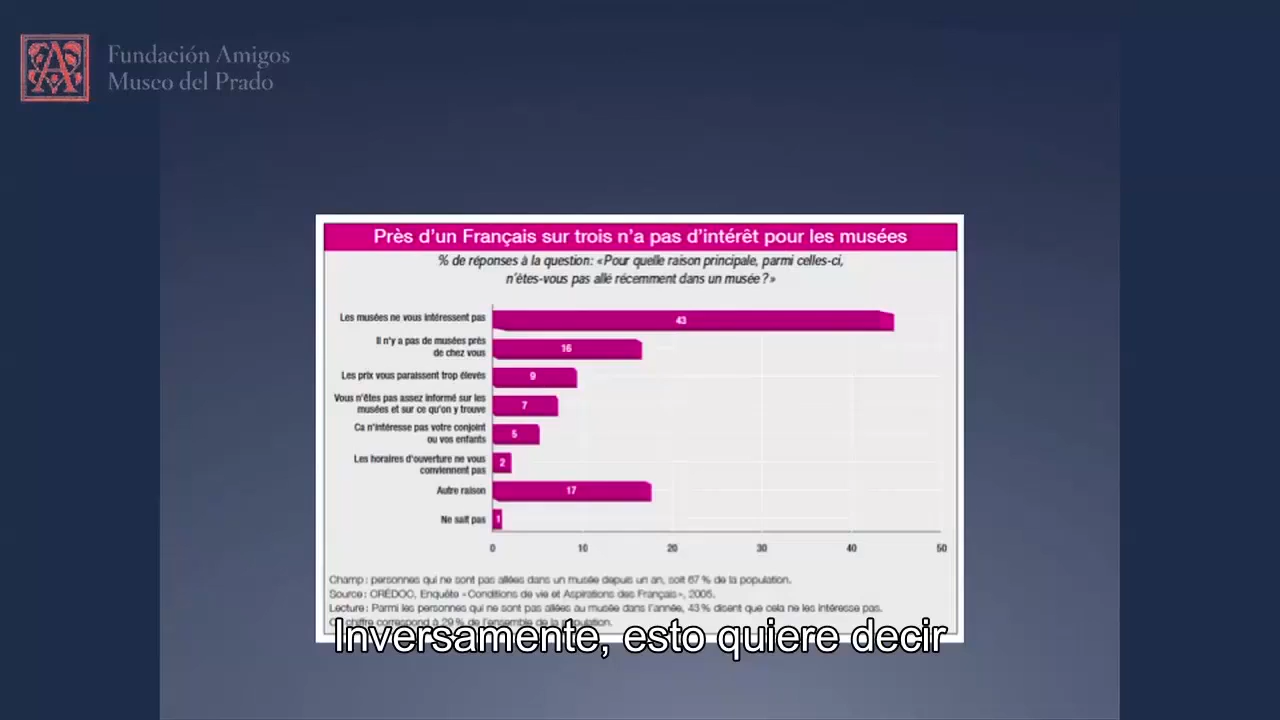 Fundación Amigos
Museo del Prado
Près d'un Français sur trois n'a pas d'intérêt pour les musées
% de réponses à la question: «Pour quelle raison principale, parmi celles-ci,
n'êtes-vous pas allé récemment dans un musée ?»
Les musées ne vous intéressent pas
43
Il n'y a pas de musées près
de chez vous
16
Les prix vous paraissent trop élevés
9
Vous n'êtes pas assez informé sur les
musées et sur ce qu'on y trouve
7
Ca n'intéresse pas votre conjoint
ou vos enfants
5
Les horaires d'ouverture ne vous
conviennent pas
2
Autre raison
17
Ne sait pas
1
0 10 20 30 40 50
Champ : personnes qui ne sont pas allées dans un musée depuis un an, soit 67 % de la population.
Source : CRÉDOC, Enquête « Conditions de vie et Aspirations des Français », 2005.
Lecture : Parmi les personnes qui ne sont pas allées au musée dans l'année, 43 % disent que cela ne les intéresse pas.
chiffre correspond à 29 % de l'ensemble de la population.
Inversamente, esto quiere decir